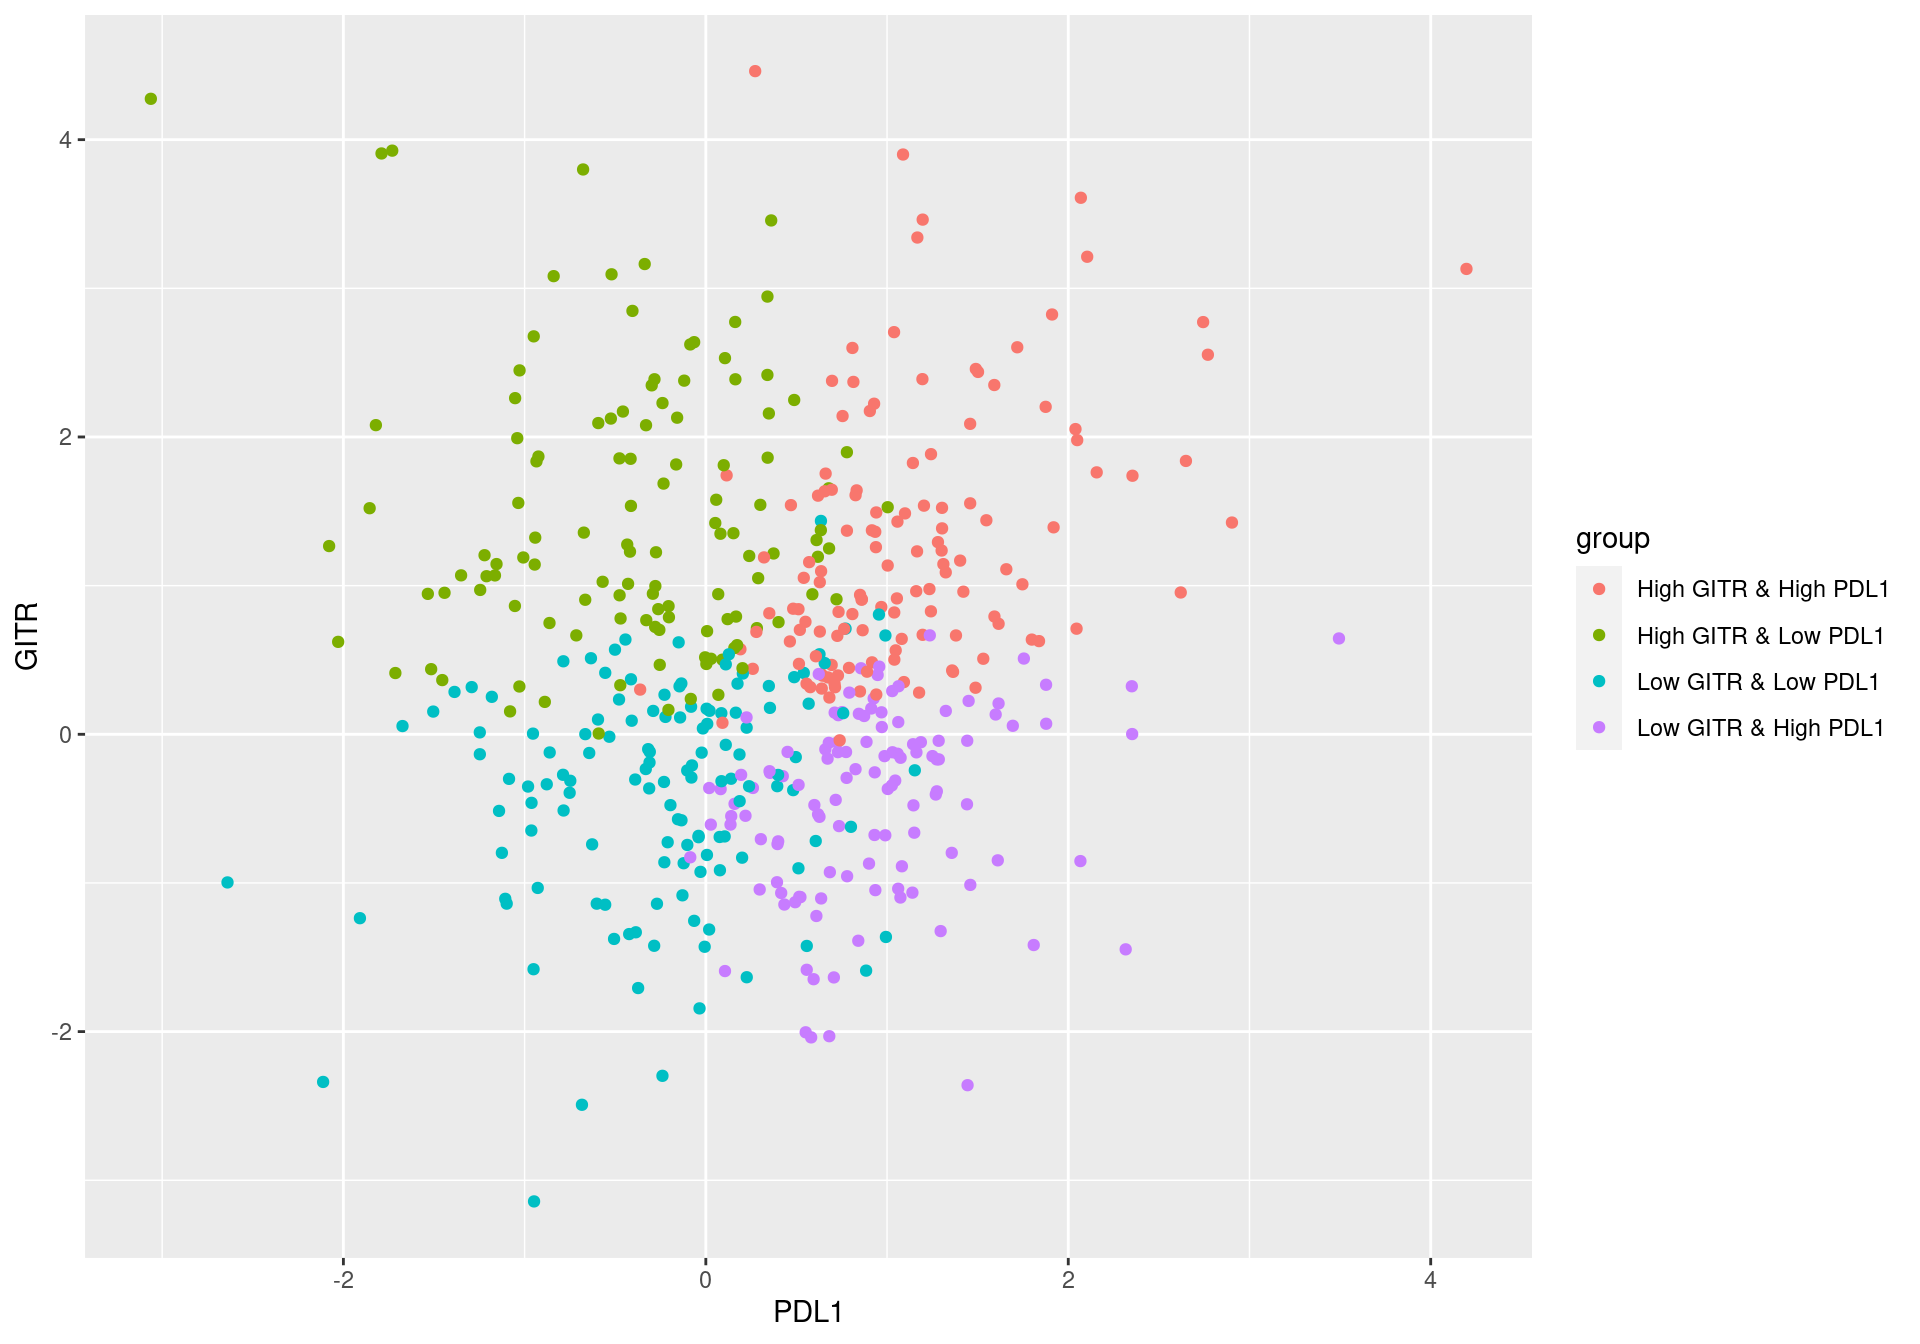 4
2
0
-2
GITR
-2
0
2
4
PDL1
group
High GITR & High PDL1
High GITR & Low PDL1
Low GITR & Low PDL1
Low GITR & High PDL1